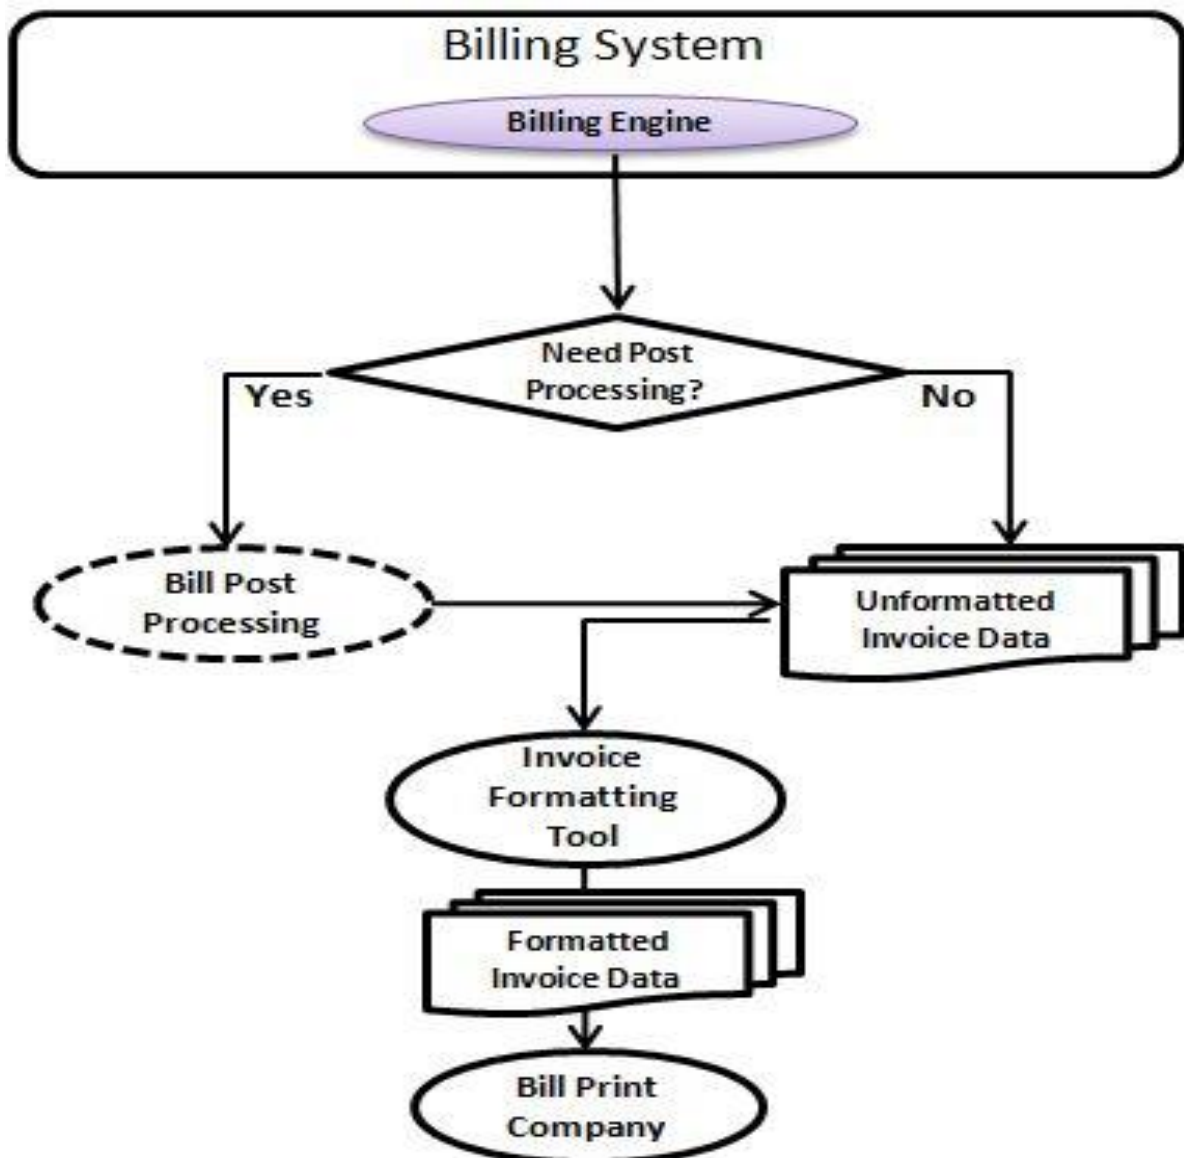 Billing System
Billing Engine
Need Post
Processing?
Yes
No
Bill Post
Processing
Unformatted
Invoice Data
Invoice
Formatting
Tool
Formatted
Invoice Data
Bill Print
Company